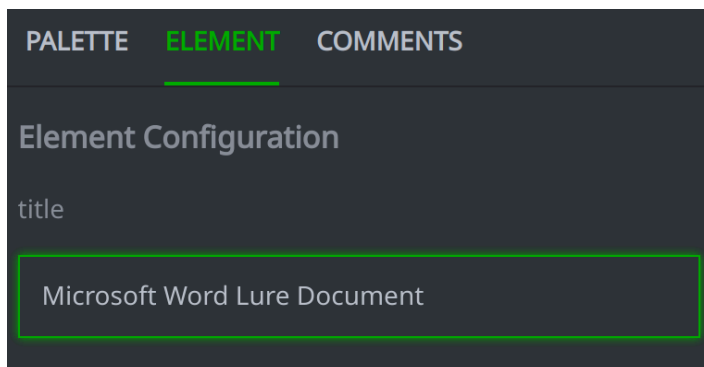 PALETTE ELEMENT COMMENTS
Element Configuration
title
Microsoft Word Lure Document